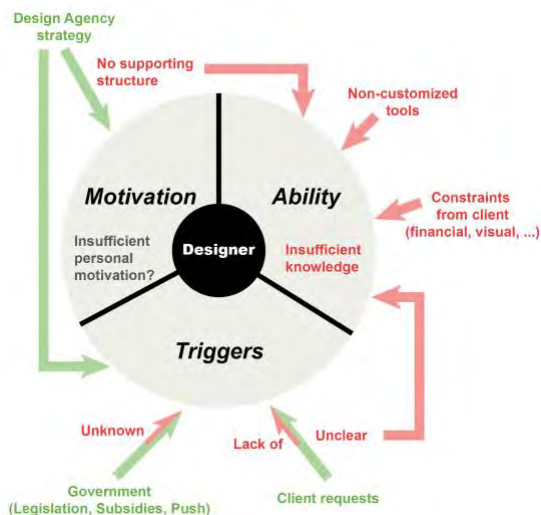 Design Agency
strategy
No supporting
structure
Non-customized
tools
Motivation
Ability
Constraints
from client
(financial, visual, ...)
Insufficient
personal
motivation?
Designer
Insufficient
knowledge
Triggers
Unknown
Lack of
Unclear
Government
(Legislation, Subsidies, Push)
Client requests